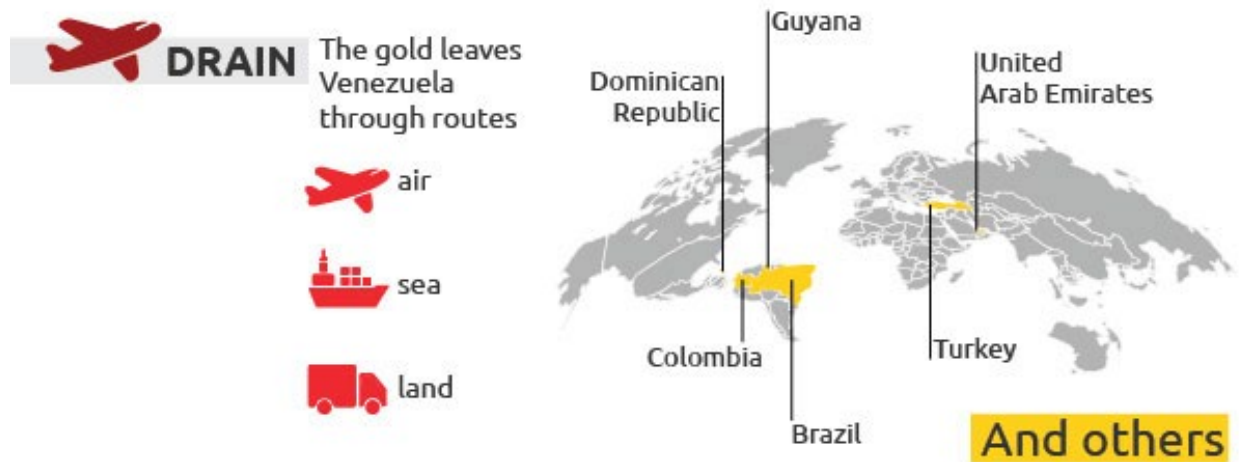 DRAIN
The gold leaves
Venezuela
through routes
air
sea
land
Guyana
Dominican
Republic
United
Arab Emirates
Colombia
Turkey
Brazil
And others